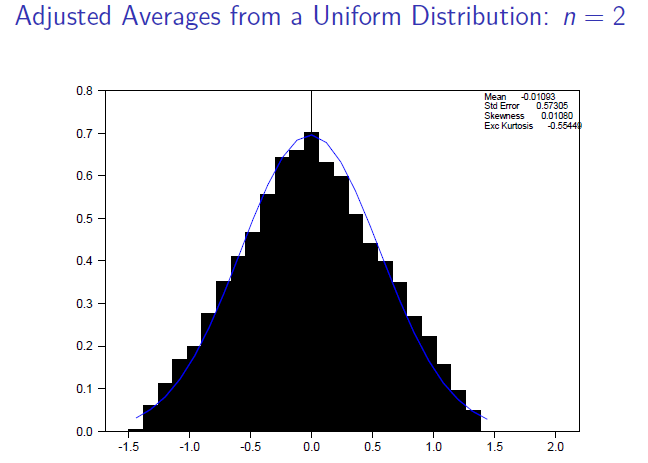 Adjusted Averages from a Uniform Distribution: n = 2
Mean -0.01093
Std Error 0.57305
Skewness 0.01080
Exc Kurtosis -0.55449
0.8
0.7
0.6
0.5
0.4
0.3
0.2
0.1
0.0
-1.5 -1.0 -0.5 0.0 0.5 1.0 1.5 2.0